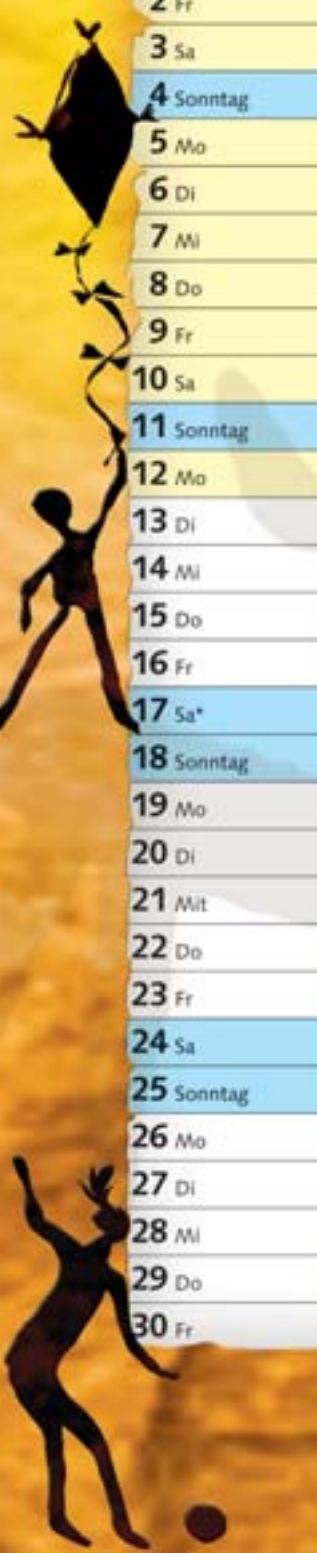 2 Fr
3 Sa
4 Sonntag
5 Mo
6 Di
7 Mi
8 Do
9 Fr
10 Sa
11 Sonntag
12 Mo
13 Di
14 Mi
15 Do
16 Fr
17 Sa*
18 Sonntag
19 Mo
20 Di
21 Mit
22 Do
23 Fr
24 Sa
25 Sonntag
26 Mo
27 Di
28 Mi
29 Do
30 Fr